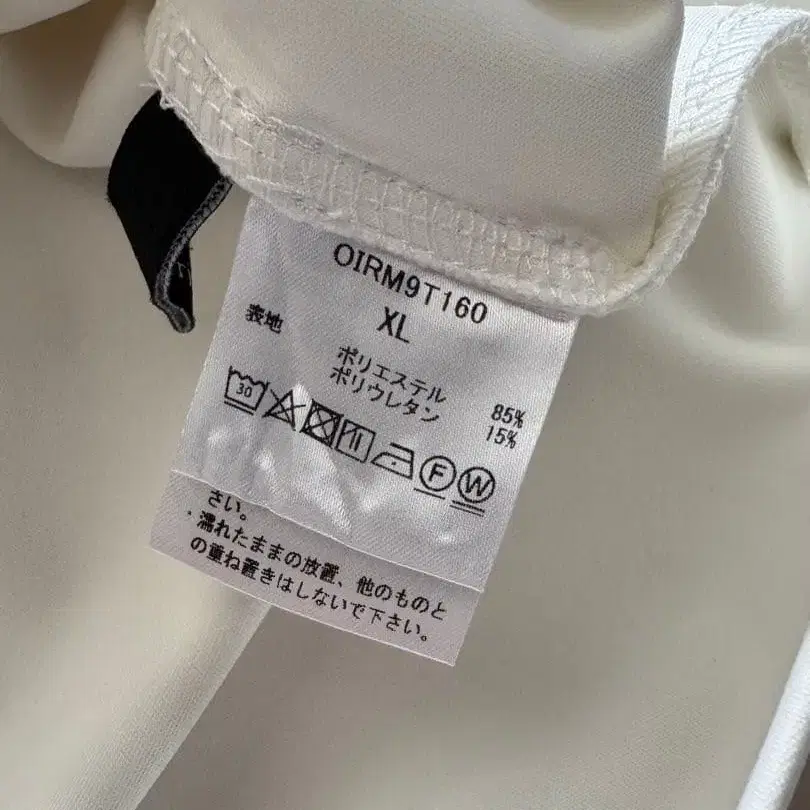 OIRM9T160
XL
表地
ポリエステル 85%
ポリウレタン 15%
30 F W
さい。
・濡れたままの放置、他のものと
の重ね置きはしないで下さい。